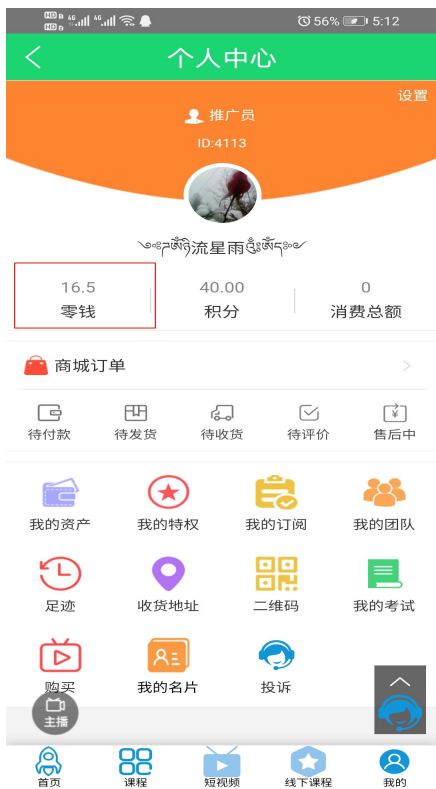 HD B 4G 4G 56% 5:12
HD B
个人中心
设置
推广员
ID:4113
流星雨
16.5 40.00 0
零钱 积分 消费总额
商城订单
待付款 待发货 待收货 待评价 售后中
我的资产 我的特权 我的订阅 我的团队
足迹 收货地址 二维码 我的考试
购买 我的名片 投诉
主播
首页 课程 短视频 线下课程 我的